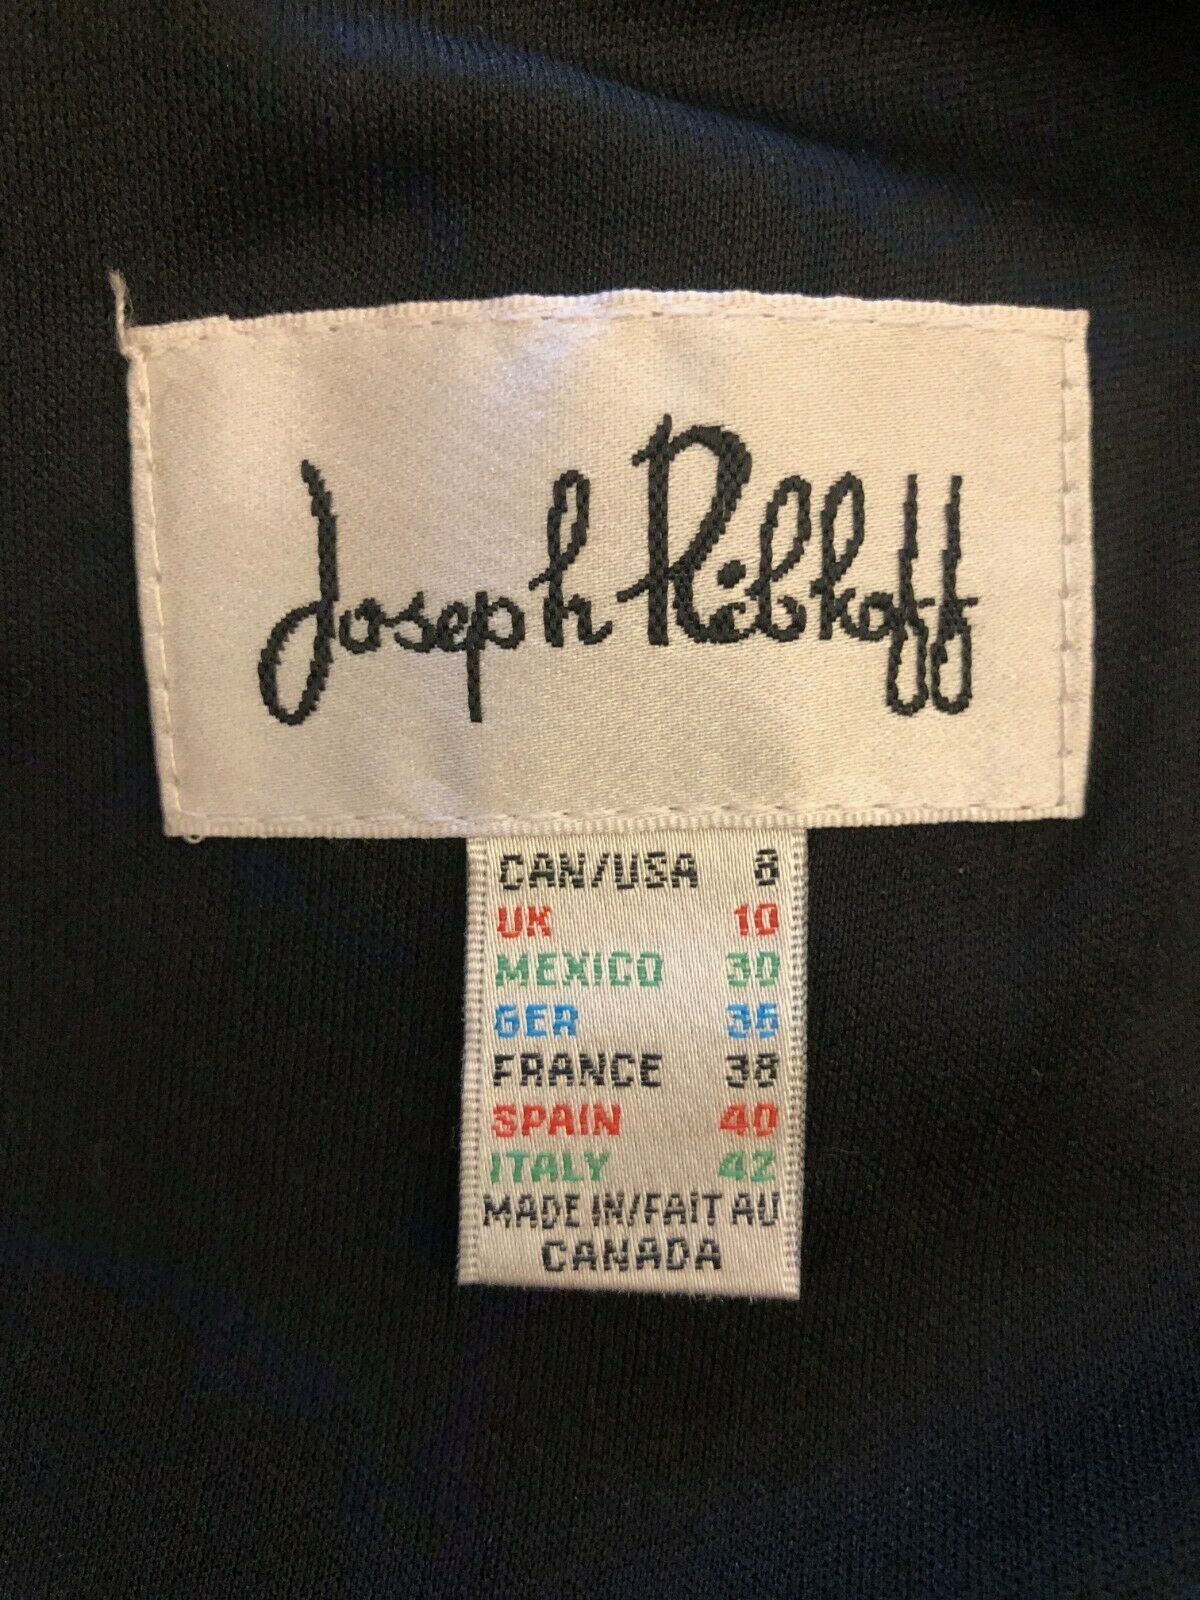 Joseph Ribkoff
CAN/USA 8
UK 10
MEXICO 30
GER 36
FRANCE 38
SPAIN 40
ITALY 42
MADE IN/FAIT AU
CANADA